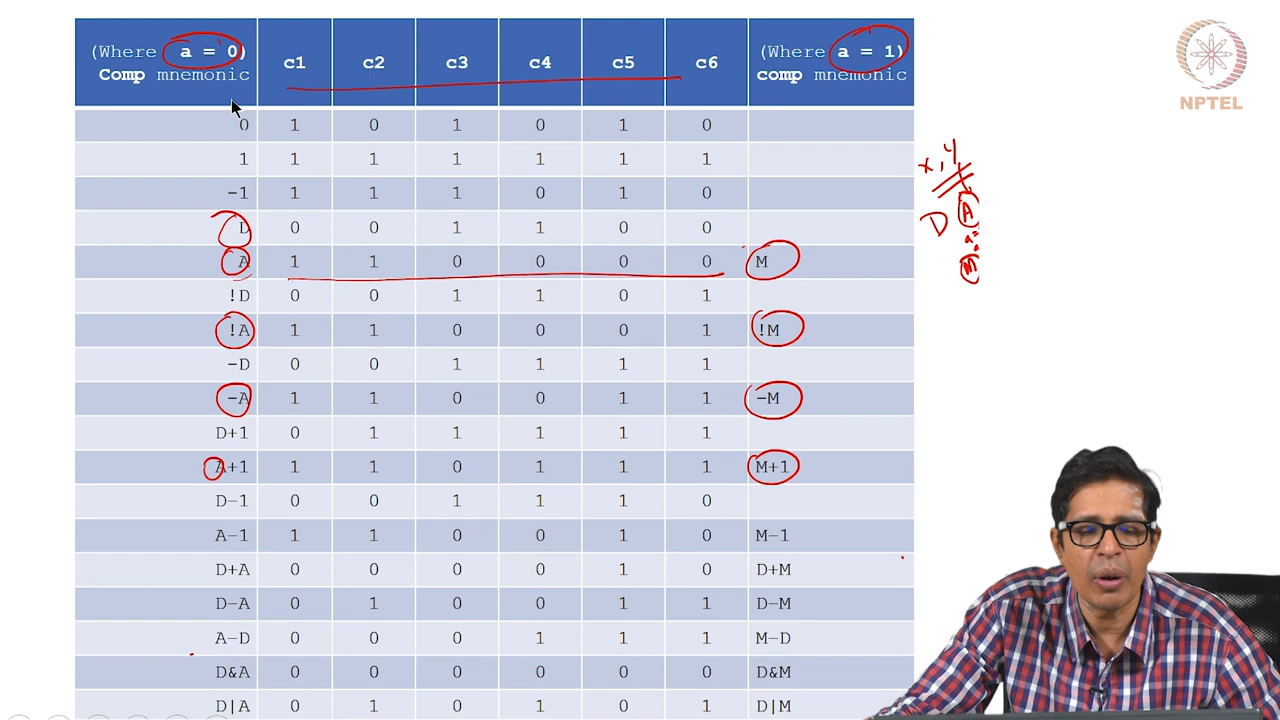 (Where a = 0) Comp mnemonic c1 c2 c3 c4 c5 c6 (Where a = 1) comp mnemonic
0 1 0 1 0 1 0
1 1 1 1 1 1 1
-1 1 1 1 0 1 0
D 0 0 1 1 0 0
A 1 1 0 0 0 0 M
!D 0 0 1 1 0 1
!A 1 1 0 0 0 1 !M
-D 0 0 1 1 1 1
-A 1 1 0 0 1 1 -M
D+1 0 1 1 1 1 1
A+1 1 1 0 1 1 1 M+1
D-1 0 0 1 1 1 0
A-1 1 1 0 0 1 0 M-1
D+A 0 0 0 0 1 0 D+M
D-A 0 1 0 0 1 1 D-M
A-D 0 0 0 1 1 1 M-D
D&A 0 0 0 0 0 0 D&M
D|A 0 1 0 1 0 1 D|M
NPTEL
x, y
D A
M